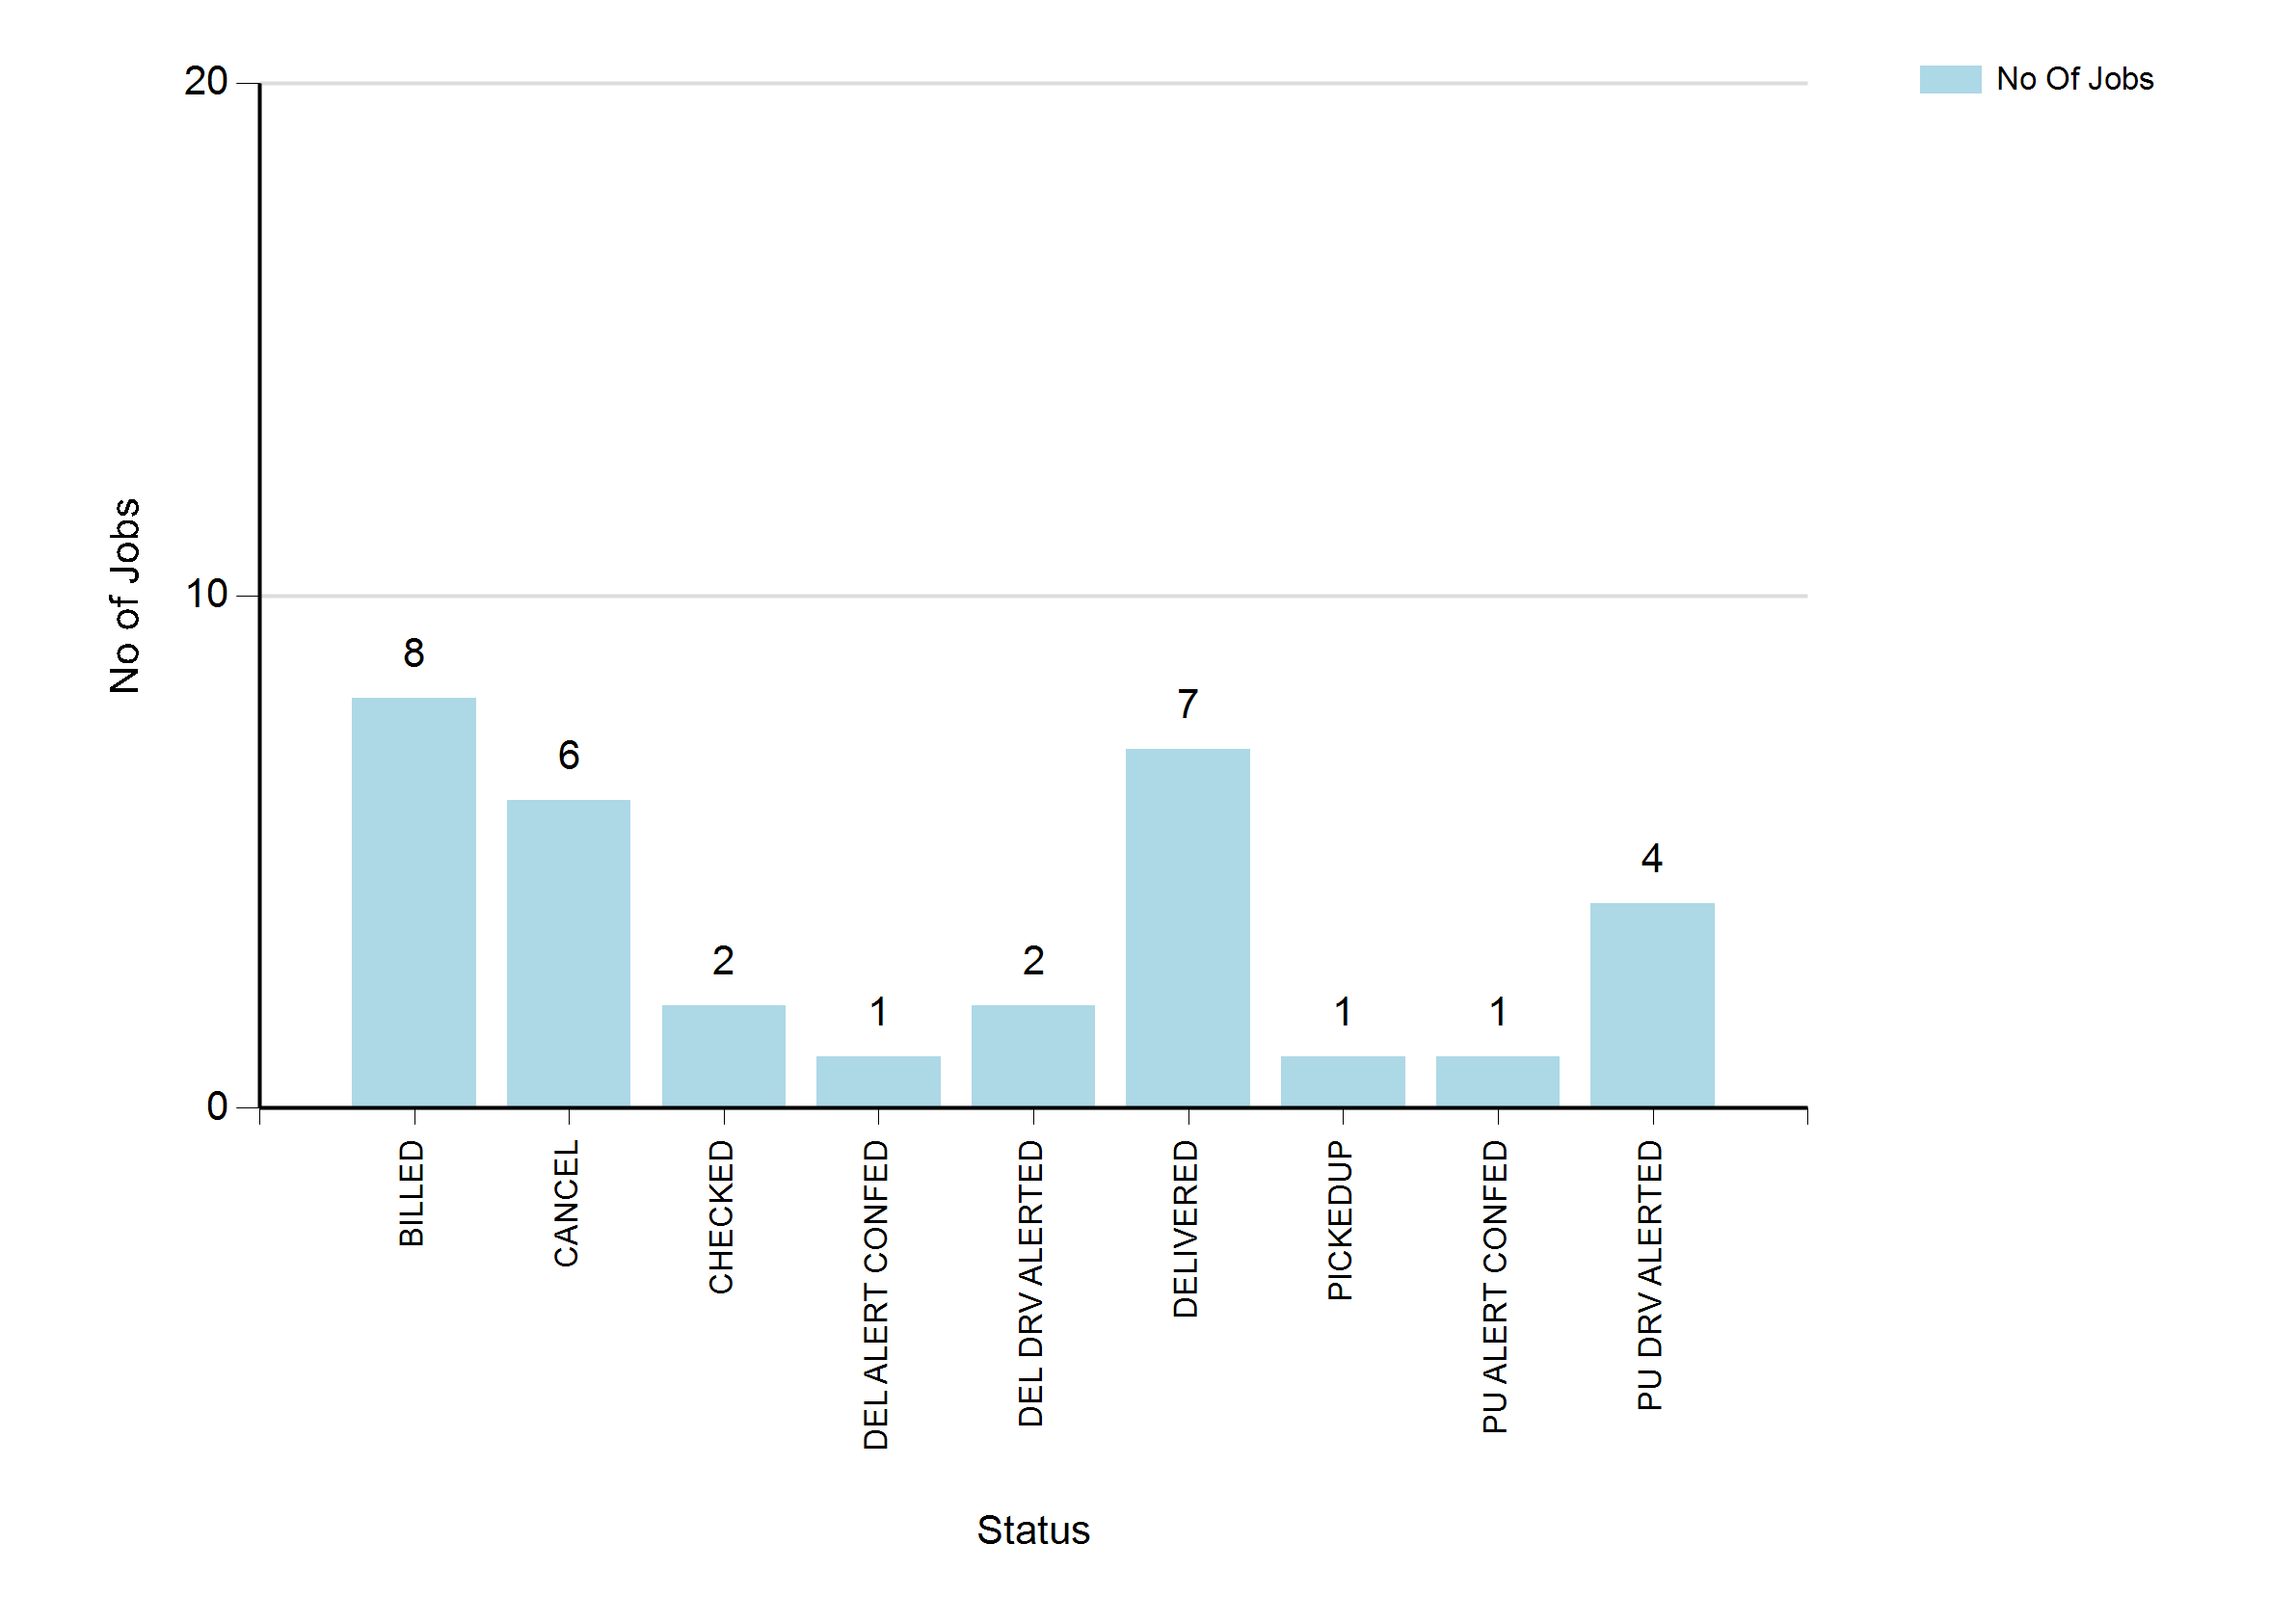 No Of Jobs
20
10
0
No of Jobs
8
6
2
1
2
7
1
1
4
BILLED
CANCEL
CHECKED
DEL ALERT CONFED
DEL DRV ALERTED
DELIVERED
PICKEDUP
PU ALERT CONFED
PU DRV ALERTED
Status